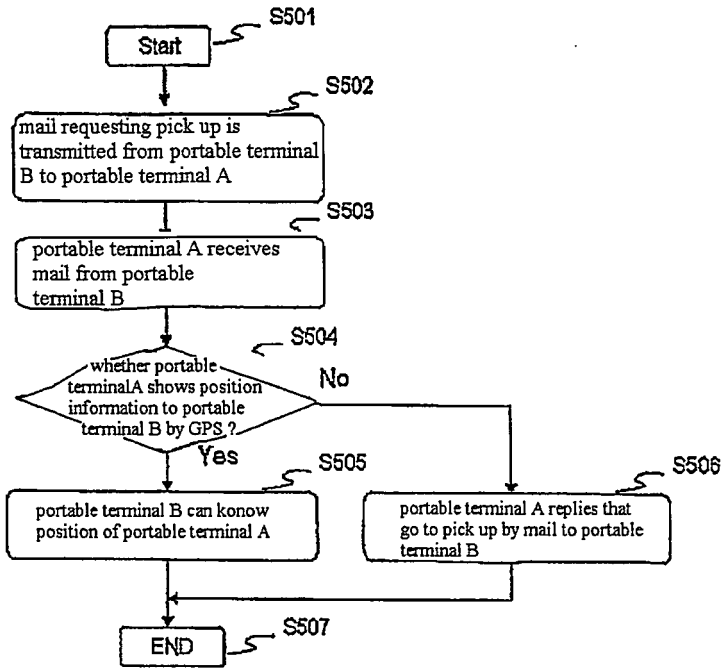 S501
Start
S502
mail requesting pick up is
transmitted from portable terminal
B to portable terminal A
S503
portable terminal A receives
mail from portable
terminal B
S504
whether portable
terminalA shows position
information to portable
terminal B by GPS ?
No
Yes
S505
portable terminal B can konow
position of portable terminal A
S506
portable terminal A replies that
go to pick up by mail to portable
terminal B
END
S507